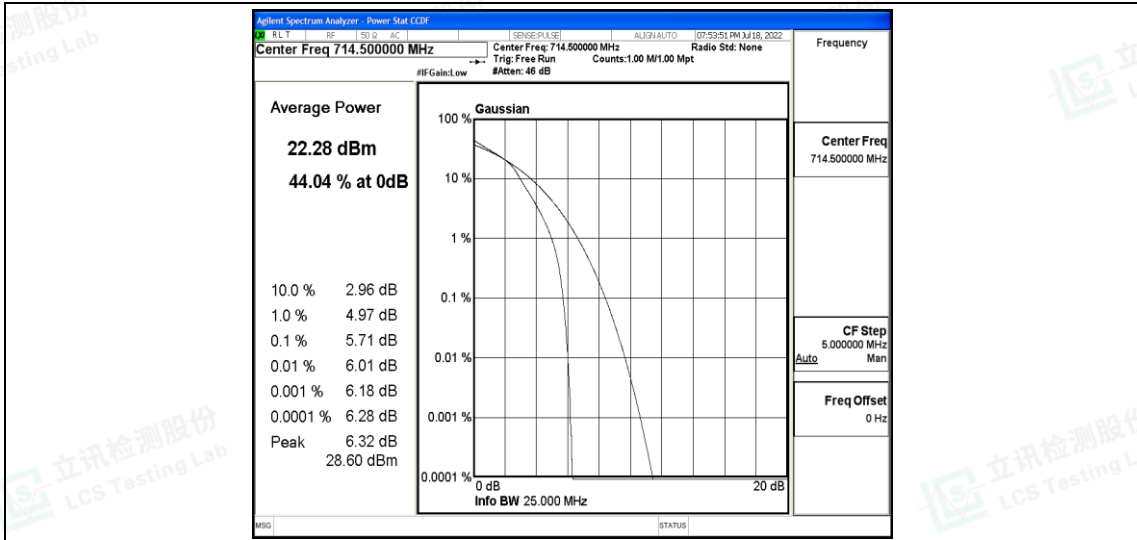 Agilent Spectrum Analyzer - Power Stat CCDF
RLT RF 50 Ω AC SENSE:PULSE ALIGNAUTO 07:53:51 PM Jul 18, 2022
Center Freq 714.500000 MHz
Center Freq: 714.500000 MHz Radio Std: None
Trig: Free Run Counts:1.00 M/1.00 Mpt
#IFGain:Low #Atten: 46 dB
Frequency
Average Power
22.28 dBm
44.04 % at 0dB
10.0 % 2.96 dB
1.0 % 4.97 dB
0.1 % 5.71 dB
0.01 % 6.01 dB
0.001 % 6.18 dB
0.0001 % 6.28 dB
Peak 6.32 dB
28.60 dBm
Gaussian
100 %
10 %
1 %
0.1 %
0.01 %
0.001 %
0.0001 %
0 dB 20 dB
Info BW 25.000 MHz
Center Freq
714.500000 MHz
CF Step
5.000000 MHz
Auto Man
Freq Offset
0 Hz
MSG STATUS
立讯检测股份
LCS Testing Lab
立讯检测股份
LCS Testing L